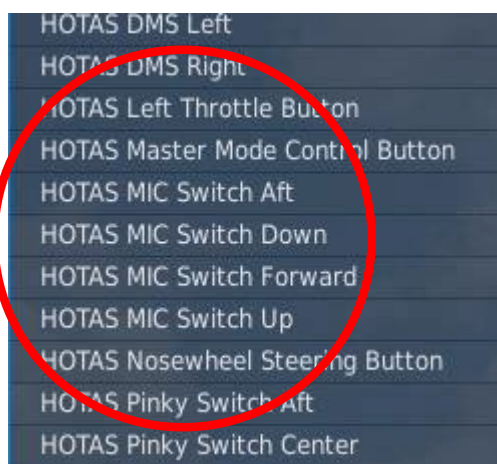 HOTAS DMS Left
HOTAS DMS Right
HOTAS Left Throttle Button
HOTAS Master Mode Control Button
HOTAS MIC Switch Aft
HOTAS MIC Switch Down
HOTAS MIC Switch Forward
HOTAS MIC Switch Up
HOTAS Nosewheel Steering Button
HOTAS Pinky Switch Aft
HOTAS Pinky Switch Center